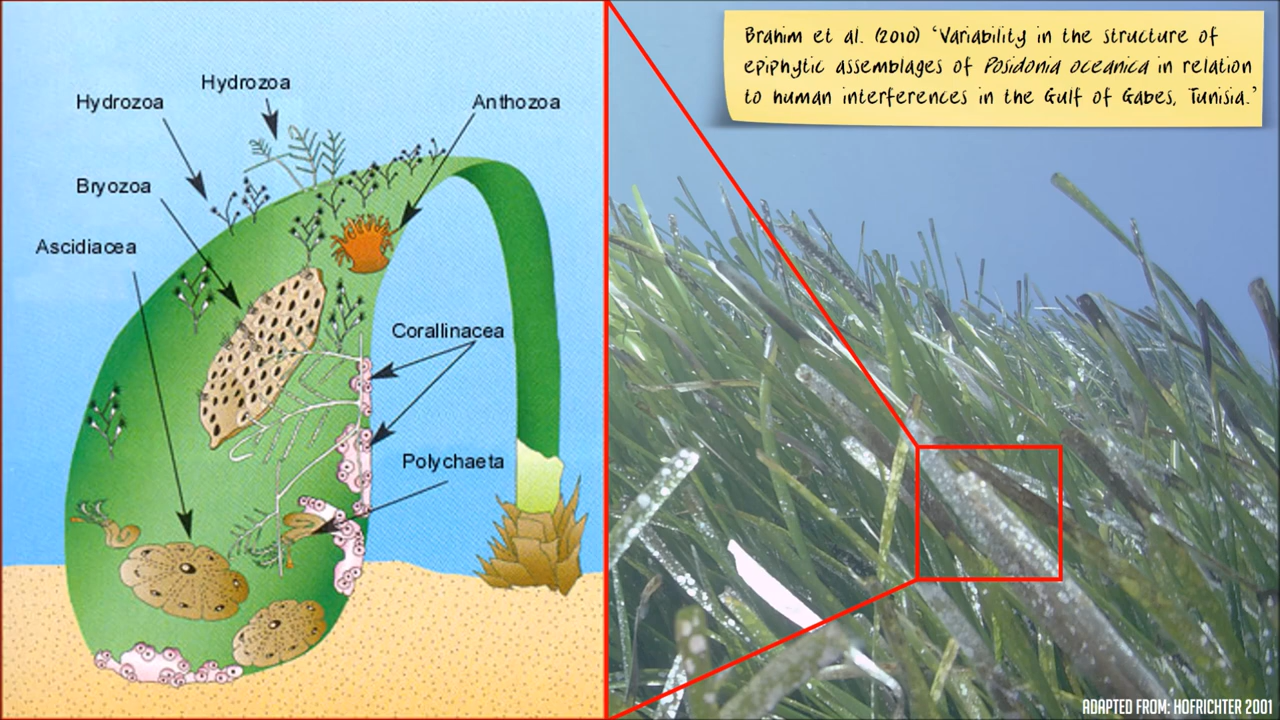 Hydrozoa
Hydrozoa
Anthozoa
Bryozoa
Ascidiacea
Corallinacea
Polychaeta
Brahim et al. (2010) ‘Variability in the structure of
epiphytic assemblages of Posidonia oceanica in relation
to human interferences in the Gulf of Gabes, Tunisia.’
ADAPTED FROM: HOFRICHTER 2001